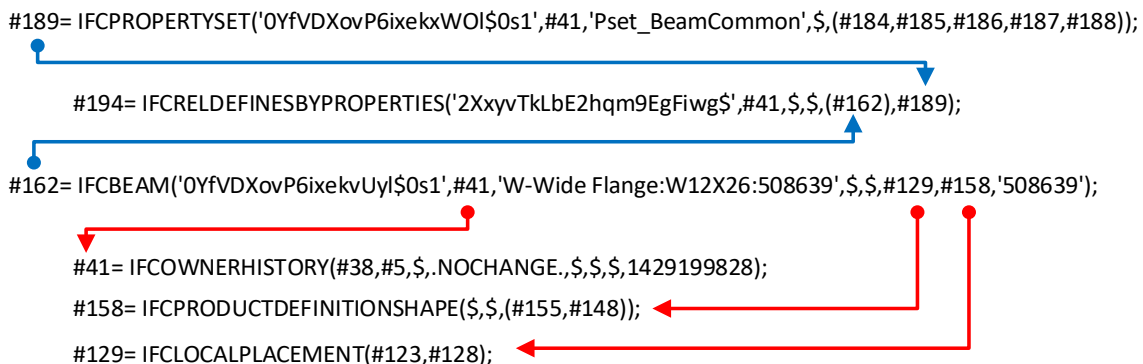 #189= IFCPROPERTYSET('0YfVDXovP6ixekxWOl$0s1',#41,'Pset_BeamCommon',$,(#184,#185,#186,#187,#188));
#194= IFCRELDEFINESBYPROPERTIES('2XxyvTkLbE2hqm9EgFiwg$',#41,$,$,(#162),#189);
#162= IFCBEAM('0YfVDXovP6ixekvUyl$0s1',#41,'W-Wide Flange:W12X26:508639',$,$,#129,#158,'508639');
#41= IFCOWNERHISTORY(#38,#5,$,.NOCHANGE.,$,$,$,1429199828);
#158= IFCPRODUCTDEFINITIONSHAPE($,$,(#155,#148));
#129= IFCLOCALPLACEMENT(#123,#128);